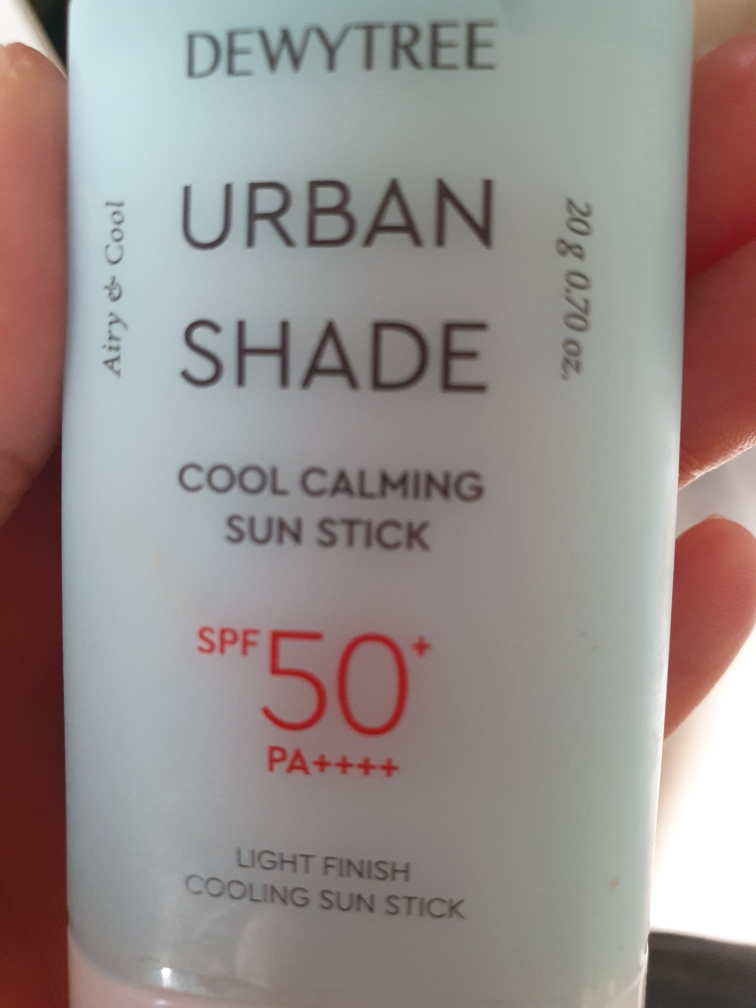 DEWYTREE
URBAN
SHADE
Airy & Cool
20 g 0.70 oz.
COOL CALMING
SUN STICK
SPF 50+
PA++++
LIGHT FINISH
COOLING SUN STICK